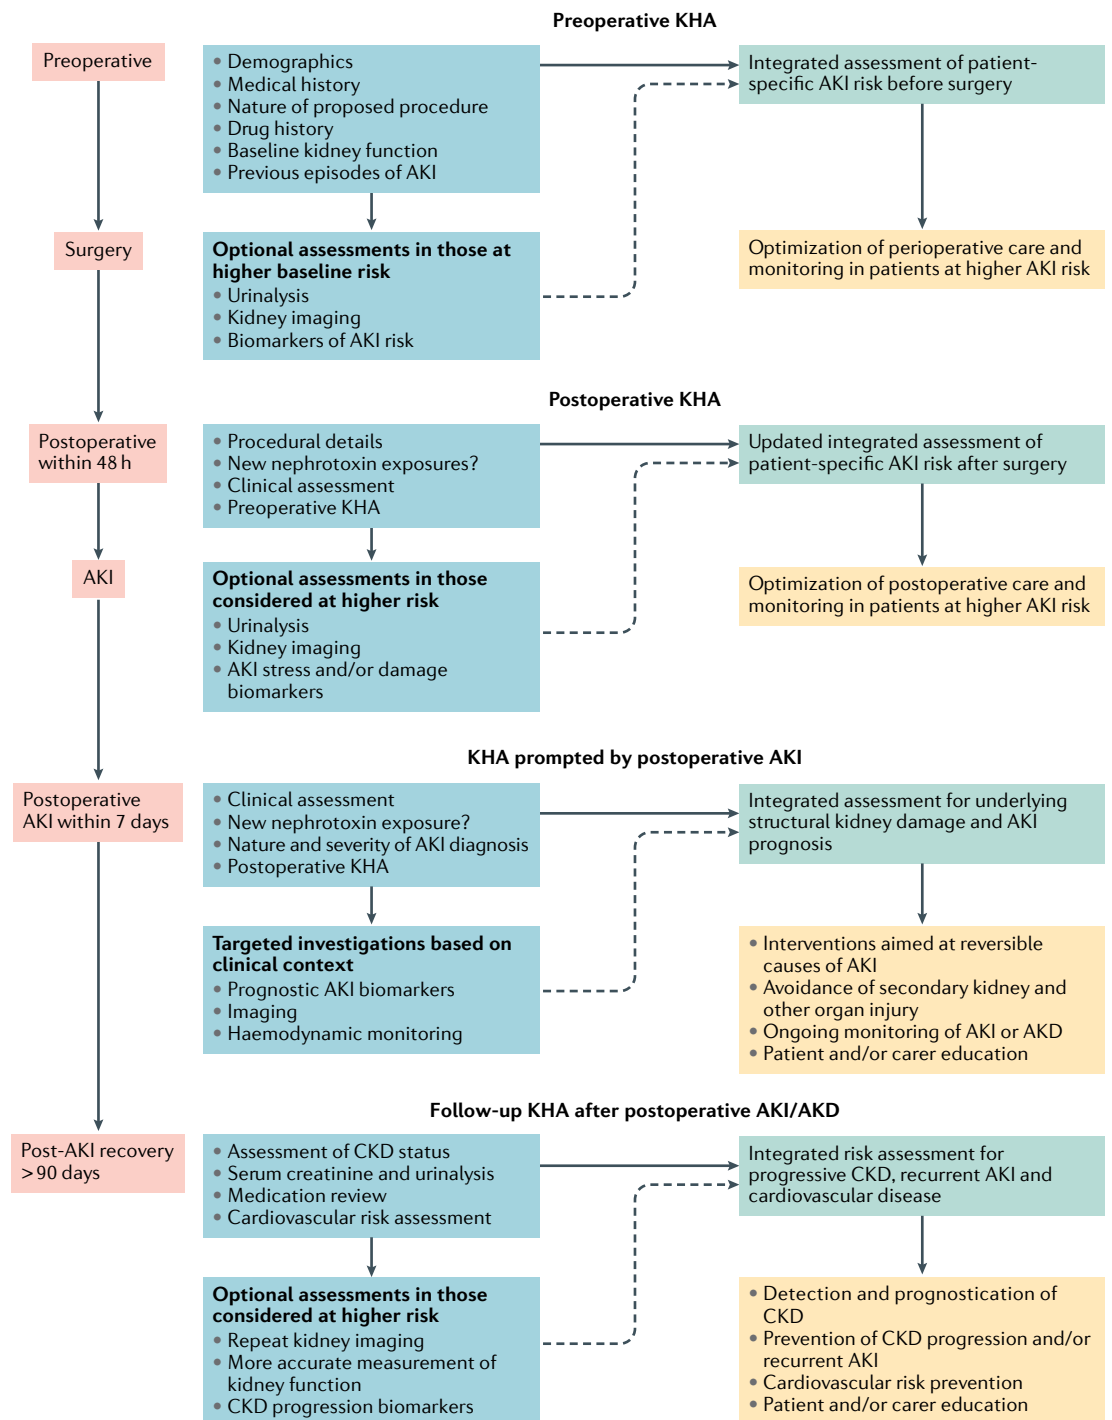 Preoperative KHA
Preoperative
• Demographics
• Medical history
• Nature of proposed procedure
• Drug history
• Baseline kidney function
• Previous episodes of AKI
Integrated assessment of patient-
specific AKI risk before surgery
Surgery
Optional assessments in those at
higher baseline risk
• Urinalysis
• Kidney imaging
• Biomarkers of AKI risk
Optimization of perioperative care and
monitoring in patients at higher AKI risk
Postoperative KHA
Postoperative
within 48 h
• Procedural details
• New nephrotoxin exposures?
• Clinical assessment
• Preoperative KHA
Updated integrated assessment of
patient-specific AKI risk after surgery
AKI
Optional assessments in those
considered at higher risk
• Urinalysis
• Kidney imaging
• AKI stress and/or damage
biomarkers
Optimization of postoperative care and
monitoring in patients at higher AKI risk
KHA prompted by postoperative AKI
Postoperative
AKI within 7 days
• Clinical assessment
• New nephrotoxin exposure?
• Nature and severity of AKI diagnosis
• Postoperative KHA
Integrated assessment for underlying
structural kidney damage and AKI
prognosis
Targeted investigations based on
clinical context
• Prognostic AKI biomarkers
• Imaging
• Haemodynamic monitoring
• Interventions aimed at reversible
causes of AKI
• Avoidance of secondary kidney and
other organ injury
• Ongoing monitoring of AKI or AKD
• Patient and/or carer education
Follow-up KHA after postoperative AKI/AKD
Post-AKI recovery
> 90 days
• Assessment of CKD status
• Serum creatinine and urinalysis
• Medication review
• Cardiovascular risk assessment
Integrated risk assessment for
progressive CKD, recurrent AKI and
cardiovascular disease
Optional assessments in those
considered at higher risk
• Repeat kidney imaging
• More accurate measurement of
kidney function
• CKD progression biomarkers
• Detection and prognostication of
CKD
• Prevention of CKD progression and/or
recurrent AKI
• Cardiovascular risk prevention
• Patient and/or carer education